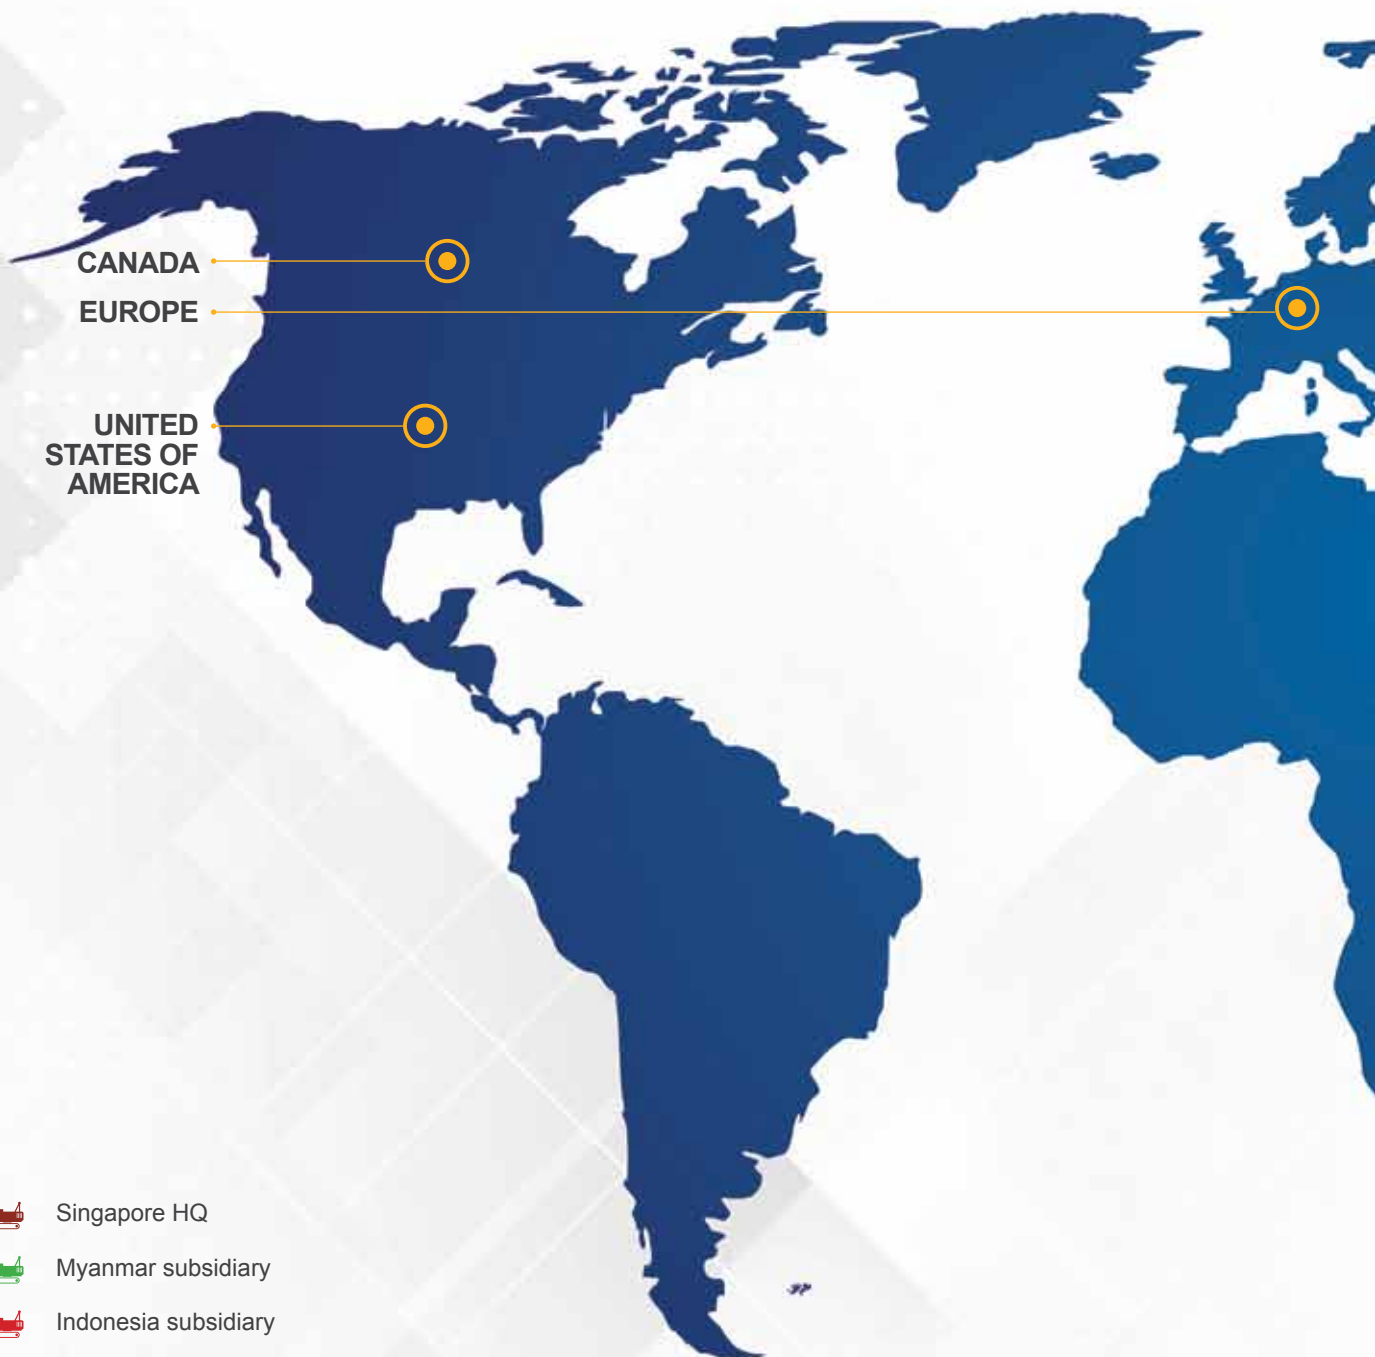 CANADA
EUROPE
UNITED
STATES OF
AMERICA
Singapore HQ
Myanmar subsidiary
Indonesia subsidiary